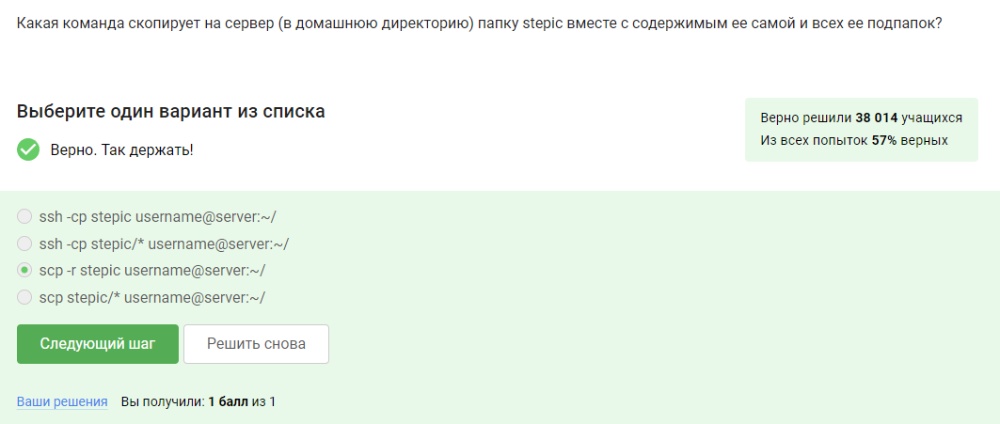 Какая команда скопирует на сервер (в домашнюю директорию) папку stepic вместе с содержимым ее самой и всех ее подпапок?
Выберите один вариант из списка
Верно. Так держать!
Верно решили 38 014 учащихся
Из всех попыток 57% верных
ssh -cp stepic username@server:~/
ssh -cp stepic/* username@server:~/
scp -r stepic username@server:~/
scp stepic/* username@server:~/
Следующий шаг
Решить снова
Ваши решения Вы получили: 1 балл из 1